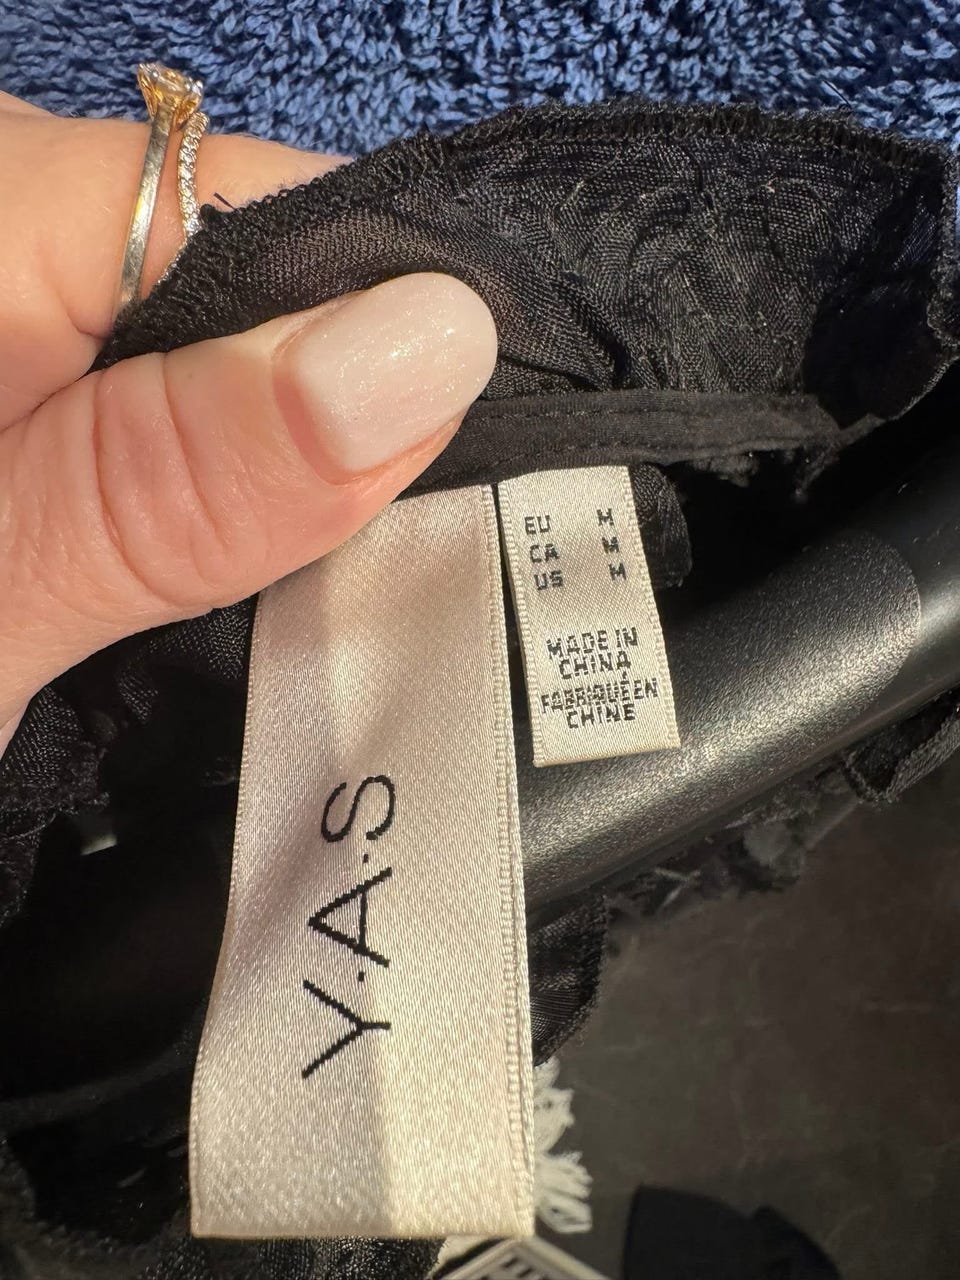 EU M
CA M
US M
MADE IN
CHINA
FABRIQUÉ EN
CHINE
Y.A.S